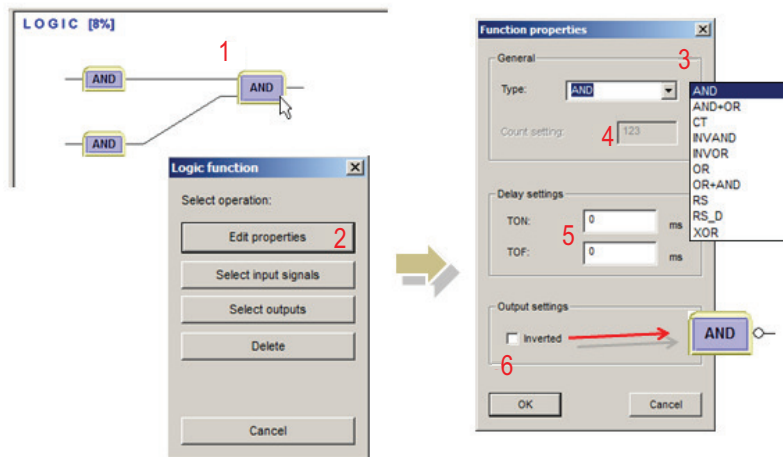 LOGIC [8%]
1
AND
AND
AND
Logic function
Select operation:
Edit properties
2
Select input signals
Select outputs
Delete
Cancel
Function properties
General
3
Type:
AND
Count setting:
4
123
AND
AND+OR
CT
INVAND
INVOR
OR
OR+AND
RS
RS_D
XOR
Delay settings
TON:
0
ms
5
TOF:
0
ms
Output settings
Inverted
AND
6
OK
Cancel